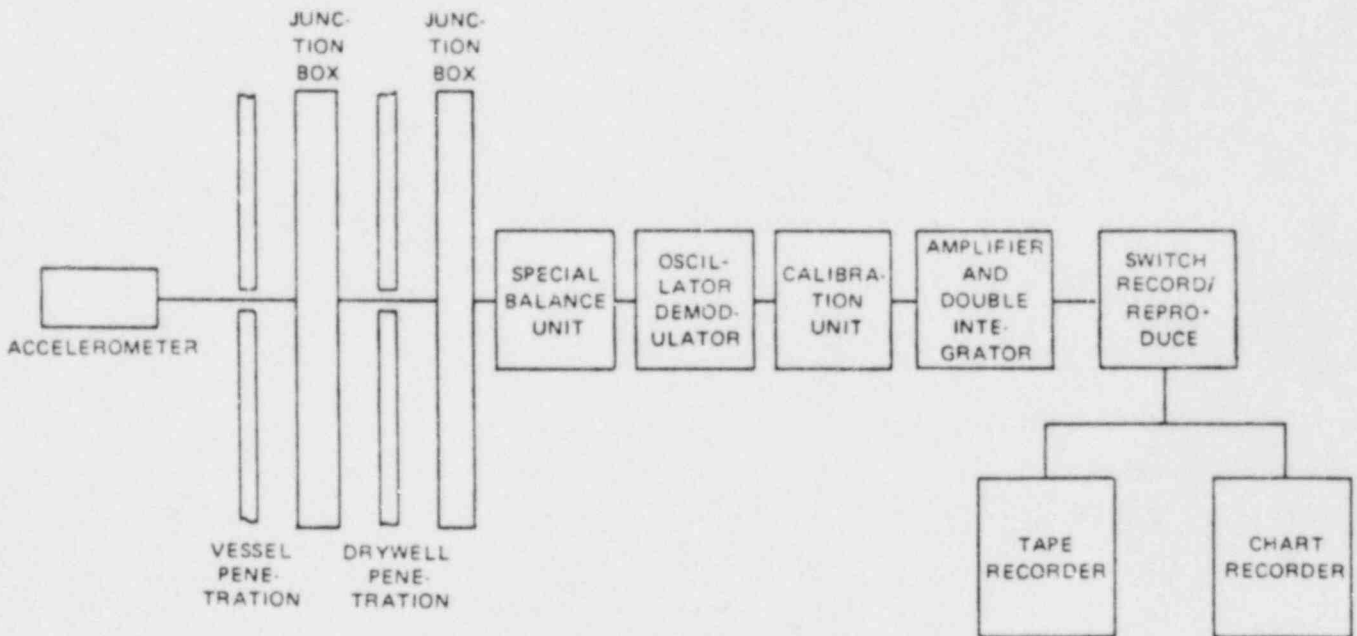 JUNC-
TION
BOX
JUNC-
TION
BOX
ACCELEROMETER
VESSEL
PENE-
TRATION
DRYWELL
PENE-
TRATION
SPECIAL
BALANCE
UNIT
OSCIL-
LATOR
DEMOD-
ULATOR
CALIBRA-
TION
UNIT
AMPLIFIER
AND
DOUBLE
INTE-
GRATOR
SWITCH
RECORD/
REPRO-
DUCE
TAPE
RECORDER
CHART
RECORDER